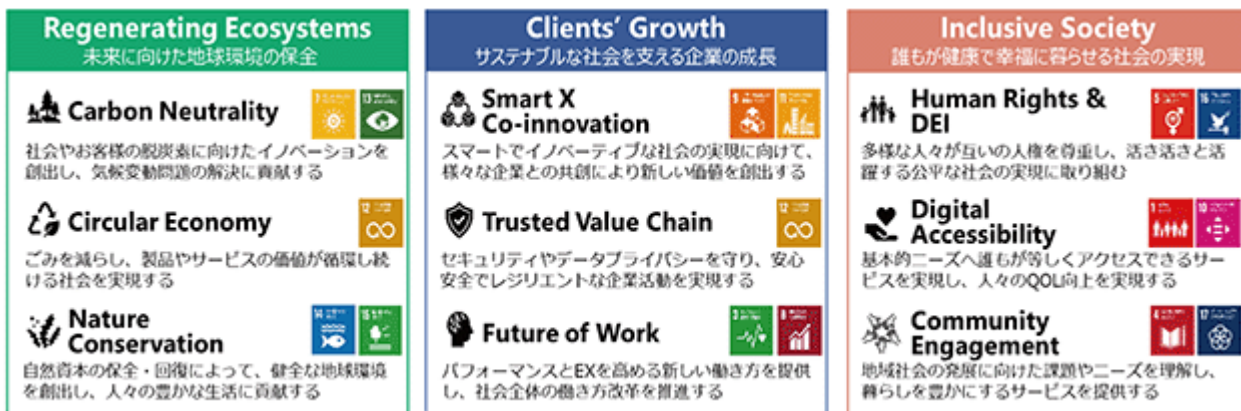 Regenerating Ecosystems
未来に向けた地球環境の保全
Carbon Neutrality
7
13
社会やお客様の脱炭素に向けたイノベーションを
創出し、気候変動問題の解決に貢献する
Circular Economy
12
ごみを減らし、製品やサービスの価値が循環し続
ける社会を実現する
Nature
Conservation
14
15
自然資本の保全・回復によって、健全な地球環境
を創出し、人々の豊かな生活に貢献する
Clients' Growth
サステナブルな社会を支える企業の成長
Smart X
Co-innovation
9
11
スマートでイノベーティブな社会の実現に向けて、
様々な企業との共創により新しい価値を創出する
Trusted Value Chain
12
セキュリティやデータプライバシーを守り、安心
安全でレジリエントな企業活動を実現する
Future of Work
3
8
パフォーマンスとEXを高める新しい働き方を提供
し、社会全体の働き方改革を推進する
Inclusive Society
誰もが健康で幸福に暮らせる社会の実現
Human Rights &
DEI
5
16
多様な人々が互いの人権を尊重し、活き活きと活
躍する公平な社会の実現に取り組む
Digital
Accessibility
1
10
基本的ニーズへ誰もが等しくアクセスできるサー
ビスを実現し、人々のQOL向上を実現する
Community
Engagement
4
17
地域社会の発展に向けた課題やニーズを理解し、
暮らしを豊かにするサービスを提供する